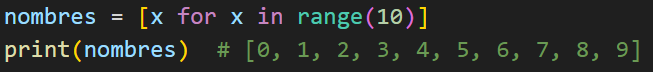 nombres = [x for x in range(10)]
print(nombres)  # [0, 1, 2, 3, 4, 5, 6, 7, 8, 9]